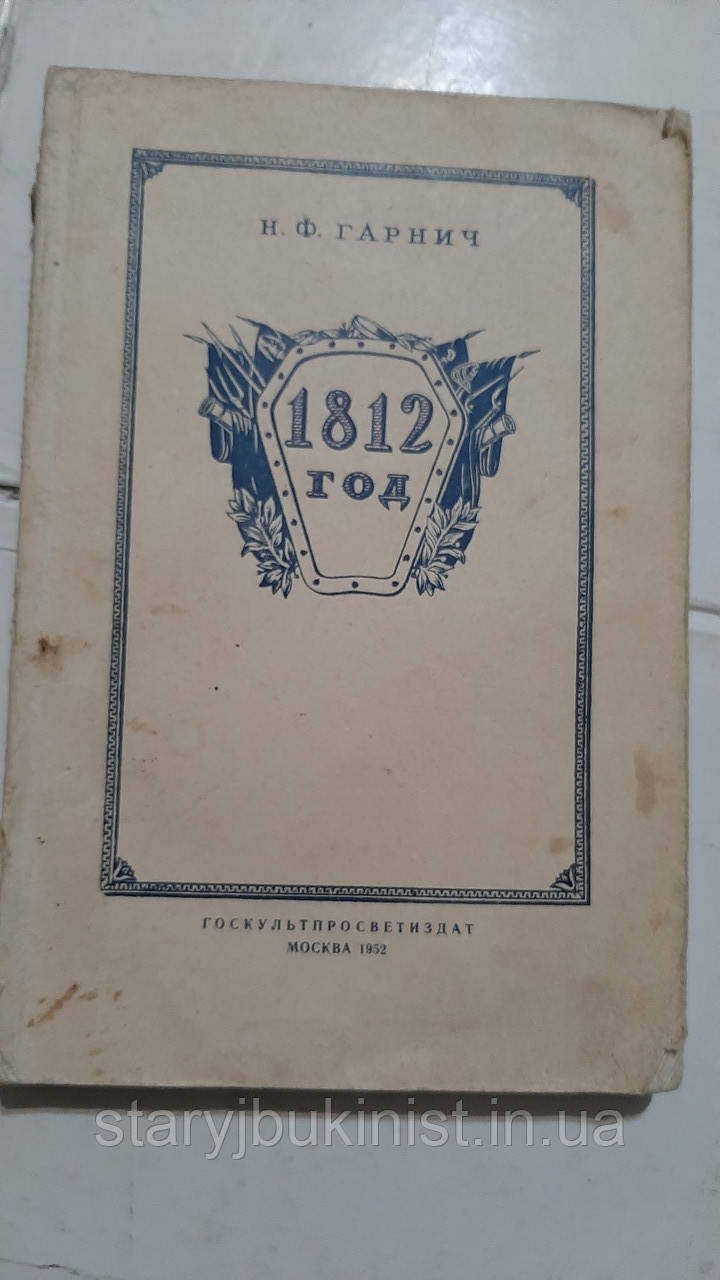 Н. Ф. ГАРНИЧ
1812
ГОД
ГОСКУЛЬТПРОСВЕТИЗДАТ
МОСКВА 1952
staryjbukinist.in.ua